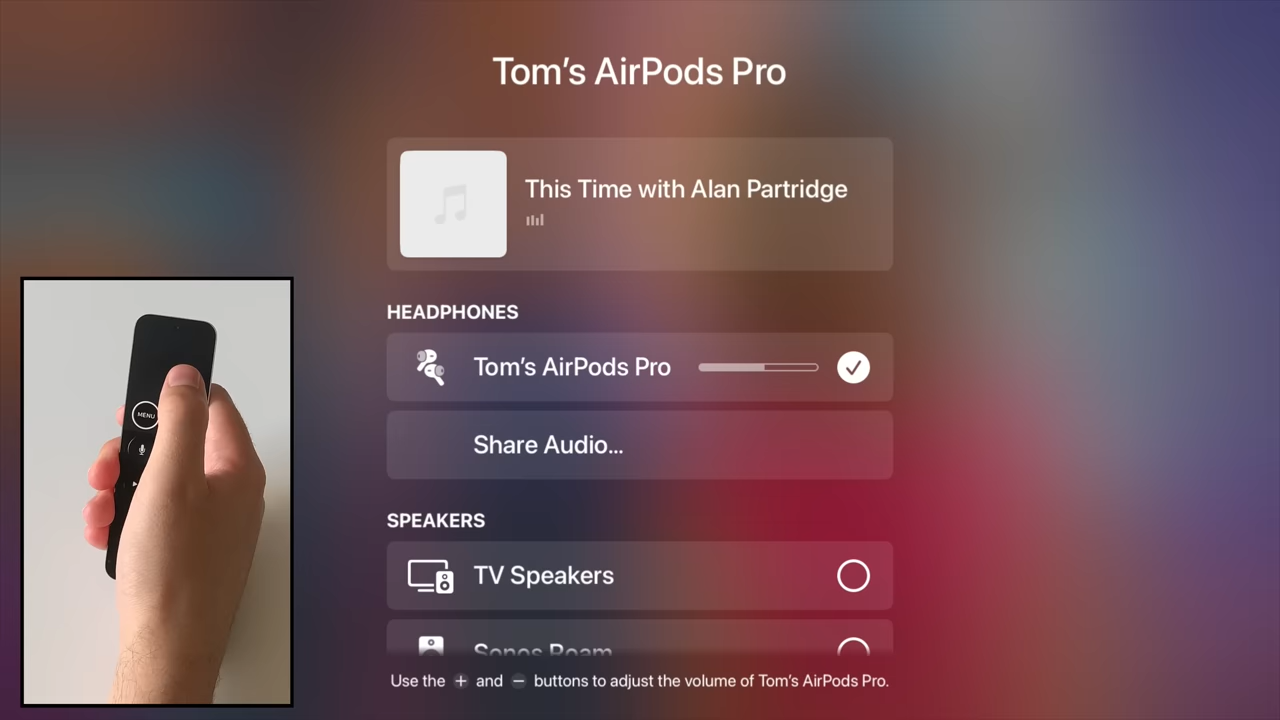 Tom’s AirPods Pro
This Time with Alan Partridge
HEADPHONES
Tom’s AirPods Pro
Share Audio...
SPEAKERS
TV Speakers
Sonos Roam
Use the + and − buttons to adjust the volume of Tom’s AirPods Pro.
MENU